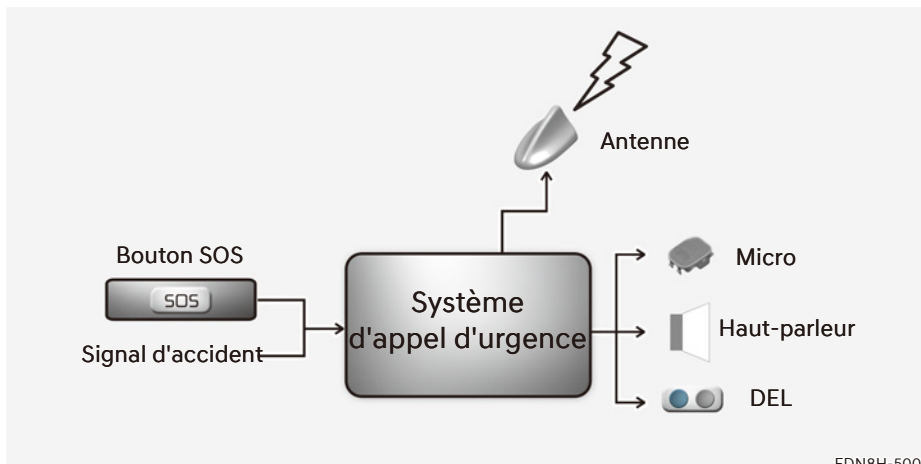 Antenne
Bouton SOS
SOS
Signal d'accident
Système
d'appel d'urgence
Micro
Haut-parleur
DEL